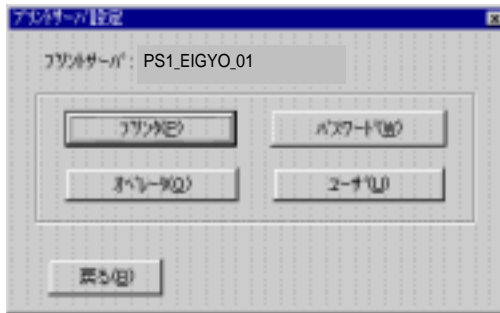 プリントサーバ設定
プリントサーバ: PS1_EIGYO_01
プリンタ(P)
パスワード(W)
オペレータ(O)
ユーザ(U)
戻る(B)